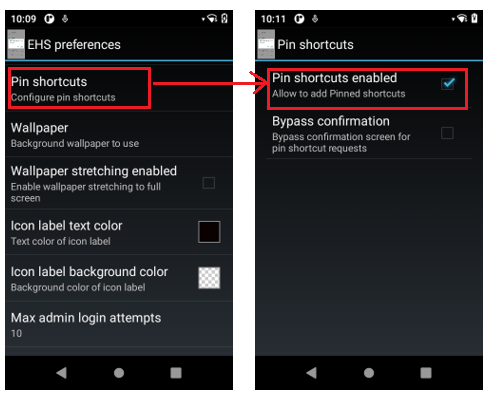 10:09
EHS preferences
Pin shortcuts
Configure pin shortcuts
Wallpaper
Background wallpaper to use
Wallpaper stretching enabled
Enable wallpaper stretching to full
screen
Icon label text color
Text color of icon label
Icon label background color
Background color of icon label
Max admin login attempts
10
10:11
Pin shortcuts
Pin shortcuts enabled
Allow to add Pinned shortcuts
Bypass confirmation
Bypass confirmation screen for
pin shortcut requests